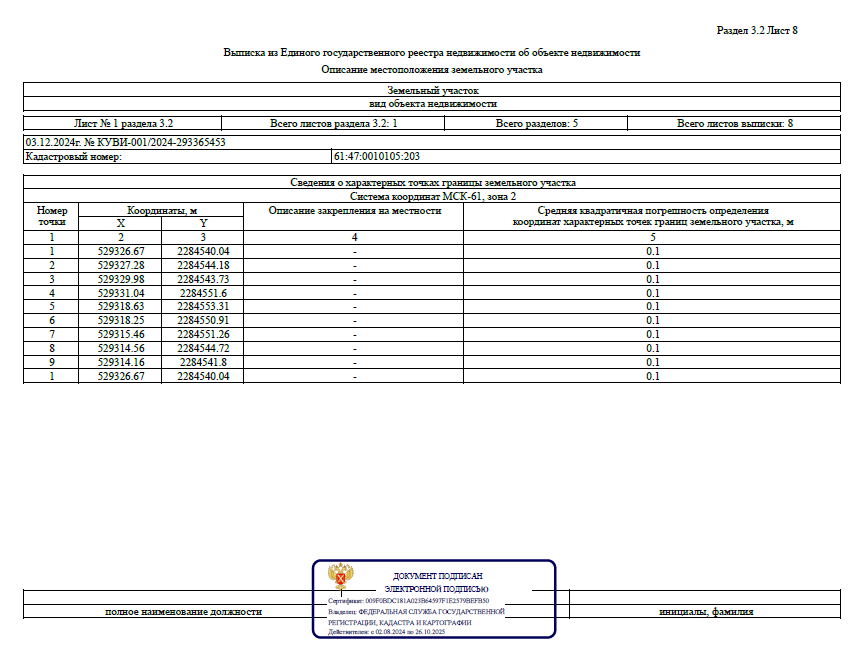 Раздел 3.2 Лист 8
Выписка из Единого государственного реестра недвижимости об объекте недвижимости
Описание местоположения земельного участка
Земельный участок
вид объекта недвижимости
Лист № 1 раздела 3.2 Всего листов раздела 3.2: 1 Всего разделов: 5 Всего листов выписки: 8
03.12.2024г. № КУВИ-001/2024-293365453
Кадастровый номер: 61:47:0010105:203
Сведения о характерных точках границы земельного участка
Система координат МСК-61, зона 2
Номер точки Координаты, м Описание закрепления на местности Средняя квадратичная погрешность определения координат характерных точек границ земельного участка, м
X Y
1 2 3 4 5
1 529326.67 2284540.04 - 0.1
2 529327.28 2284544.18 - 0.1
3 529329.98 2284543.73 - 0.1
4 529331.04 2284551.6 - 0.1
5 529318.63 2284553.31 - 0.1
6 529318.25 2284550.91 - 0.1
7 529315.46 2284551.26 - 0.1
8 529314.56 2284544.72 - 0.1
9 529314.16 2284541.8 - 0.1
1 529326.67 2284540.04 - 0.1
ДОКУМЕНТ ПОДПИСАН
ЭЛЕКТРОННОЙ ПОДПИСЬЮ
Сертификат: 009F0BDC181A023B64597F1E2579BEFB50
Владелец: ФЕДЕРАЛЬНАЯ СЛУЖБА ГОСУДАРСТВЕННОЙ
РЕГИСТРАЦИИ, КАДАСТРА И КАРТОГРАФИИ
Действителен: с 02.08.2024 по 26.10.2025
полное наименование должности инициалы, фамилия